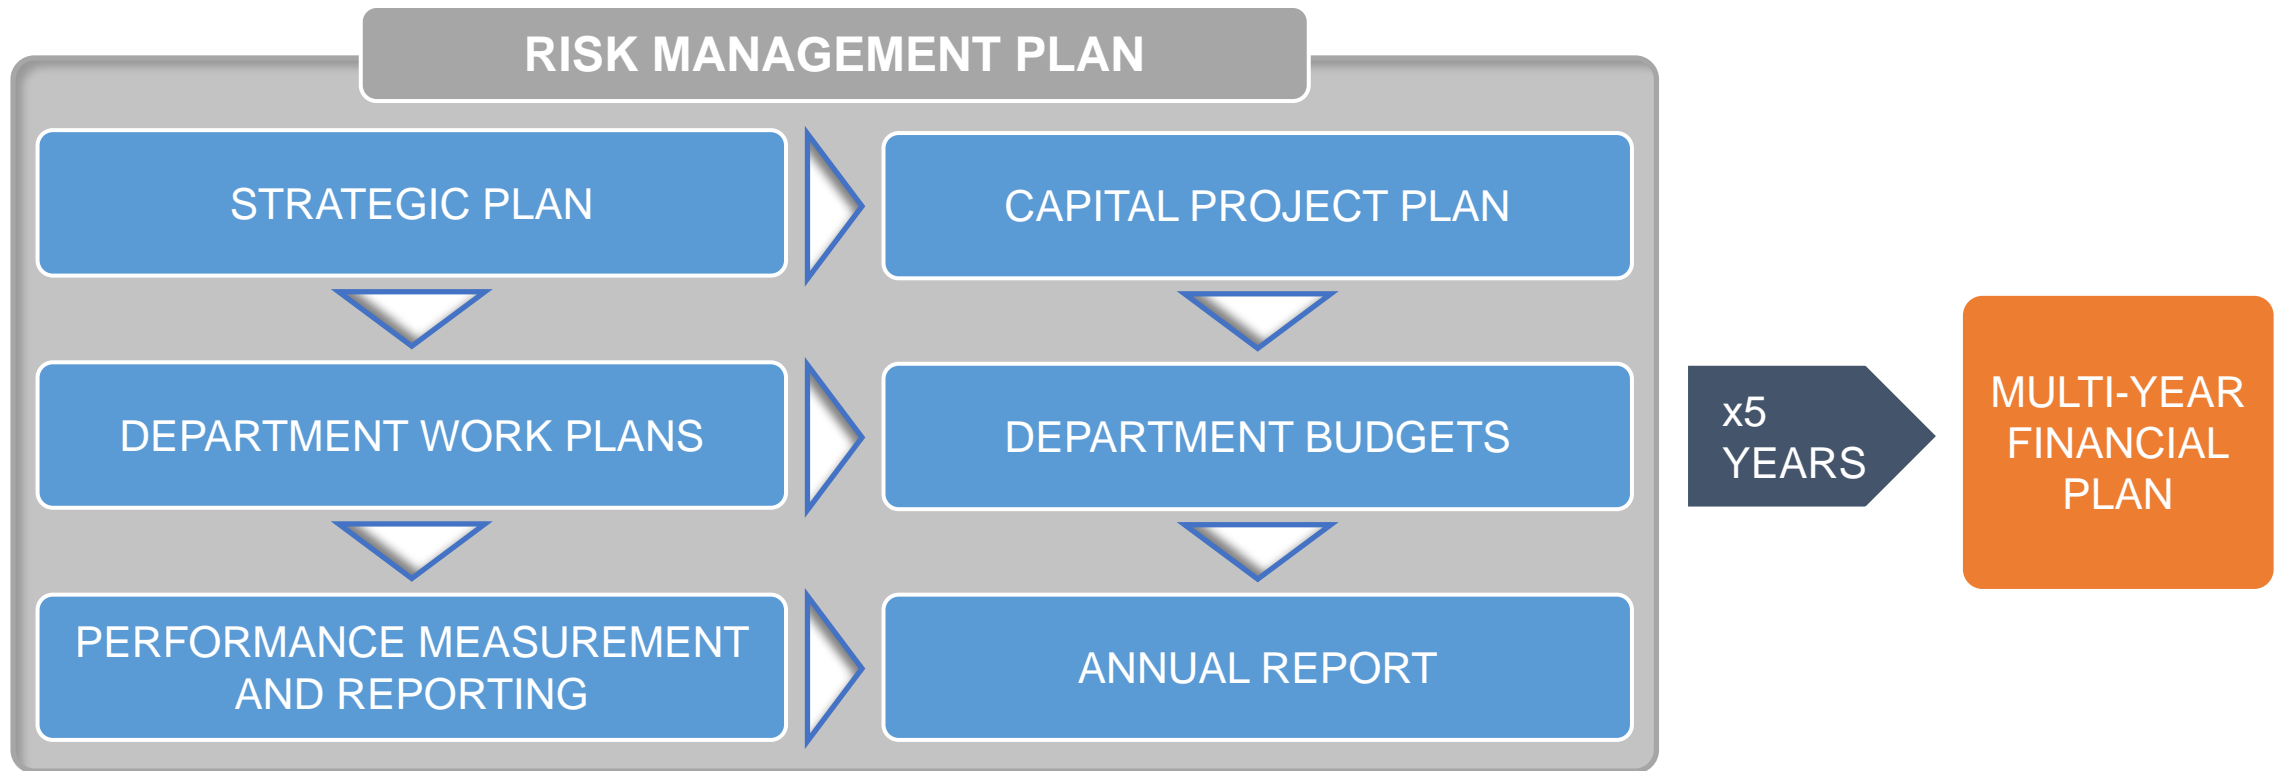 RISK MANAGEMENT PLAN
STRATEGIC PLAN
CAPITAL PROJECT PLAN
DEPARTMENT WORK PLANS
DEPARTMENT BUDGETS
PERFORMANCE MEASUREMENT
AND REPORTING
ANNUAL REPORT
x5
YEARS
MULTI-YEAR
FINANCIAL
PLAN